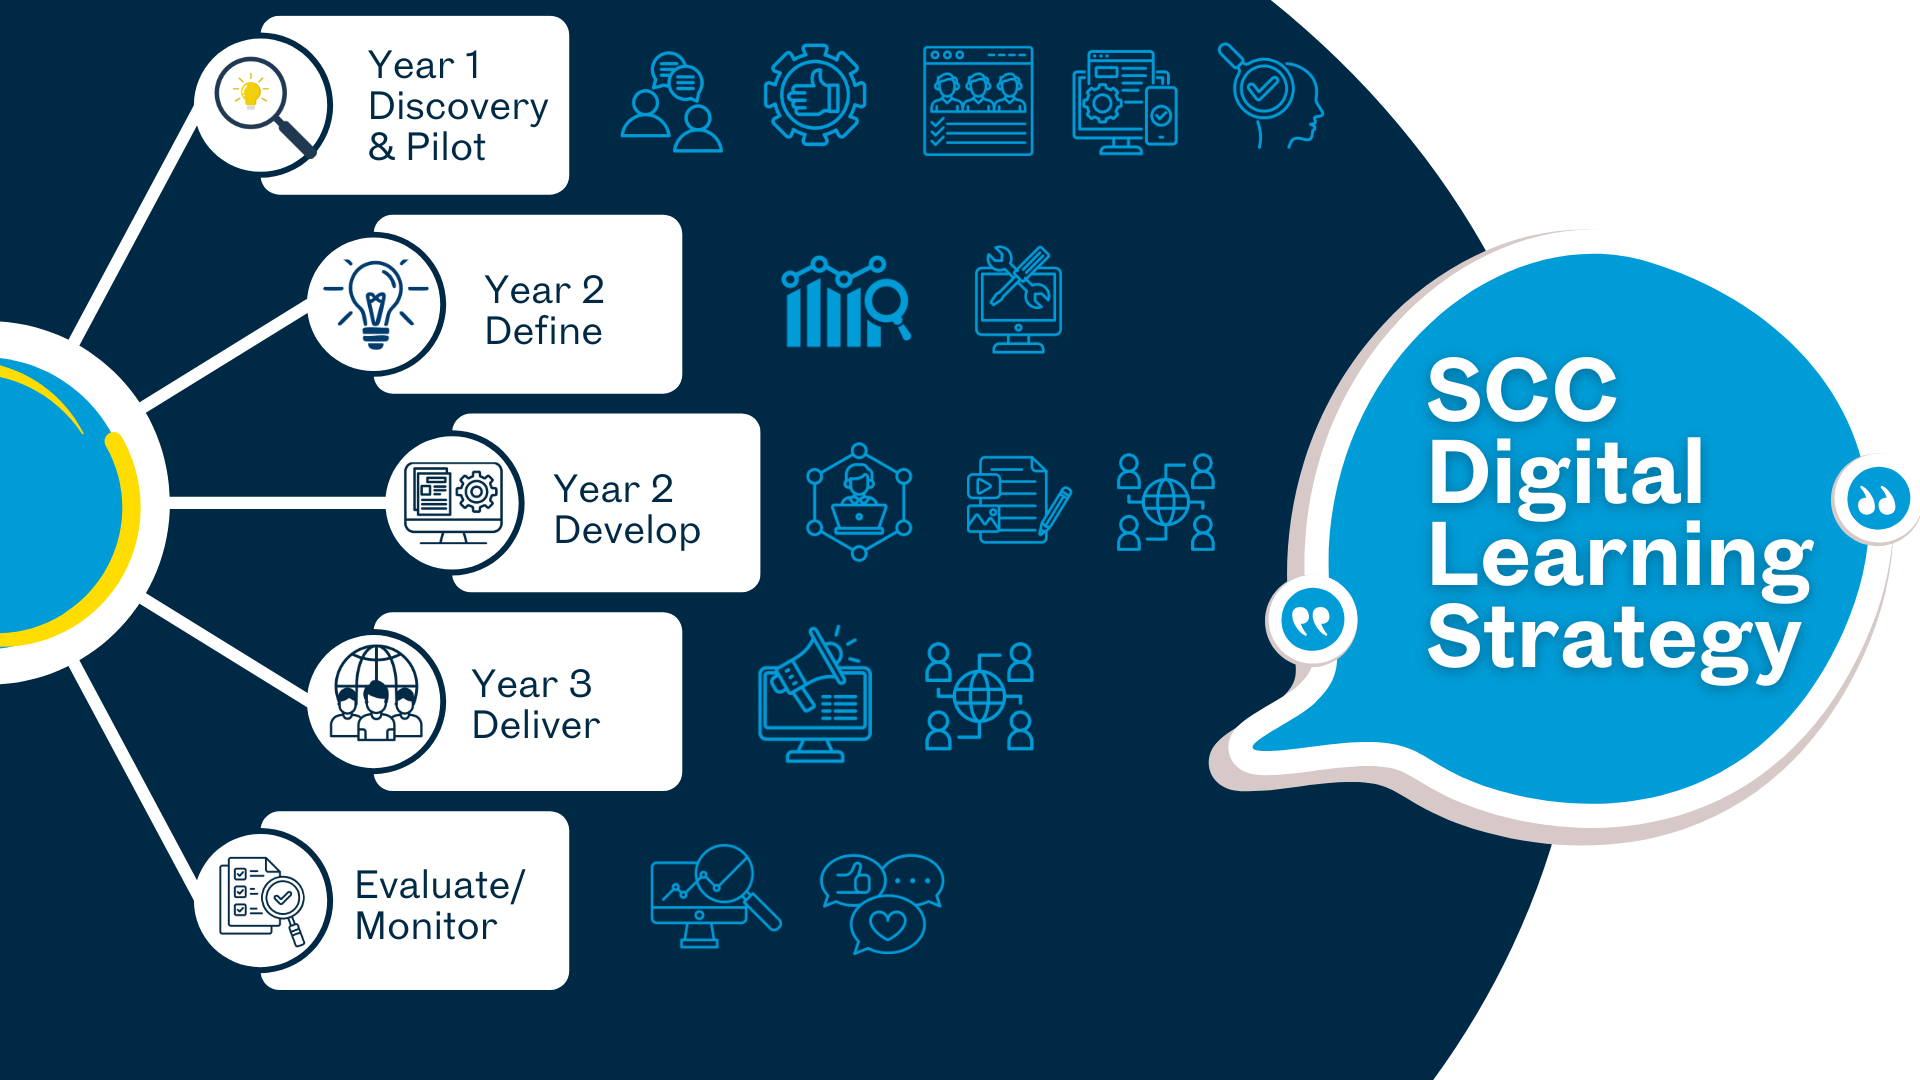 Year 1
Discovery
& Pilot
Year 2
Define
Year 2
Develop
Year 3
Deliver
Evaluate/
Monitor
SCC
Digital
Learning
Strategy